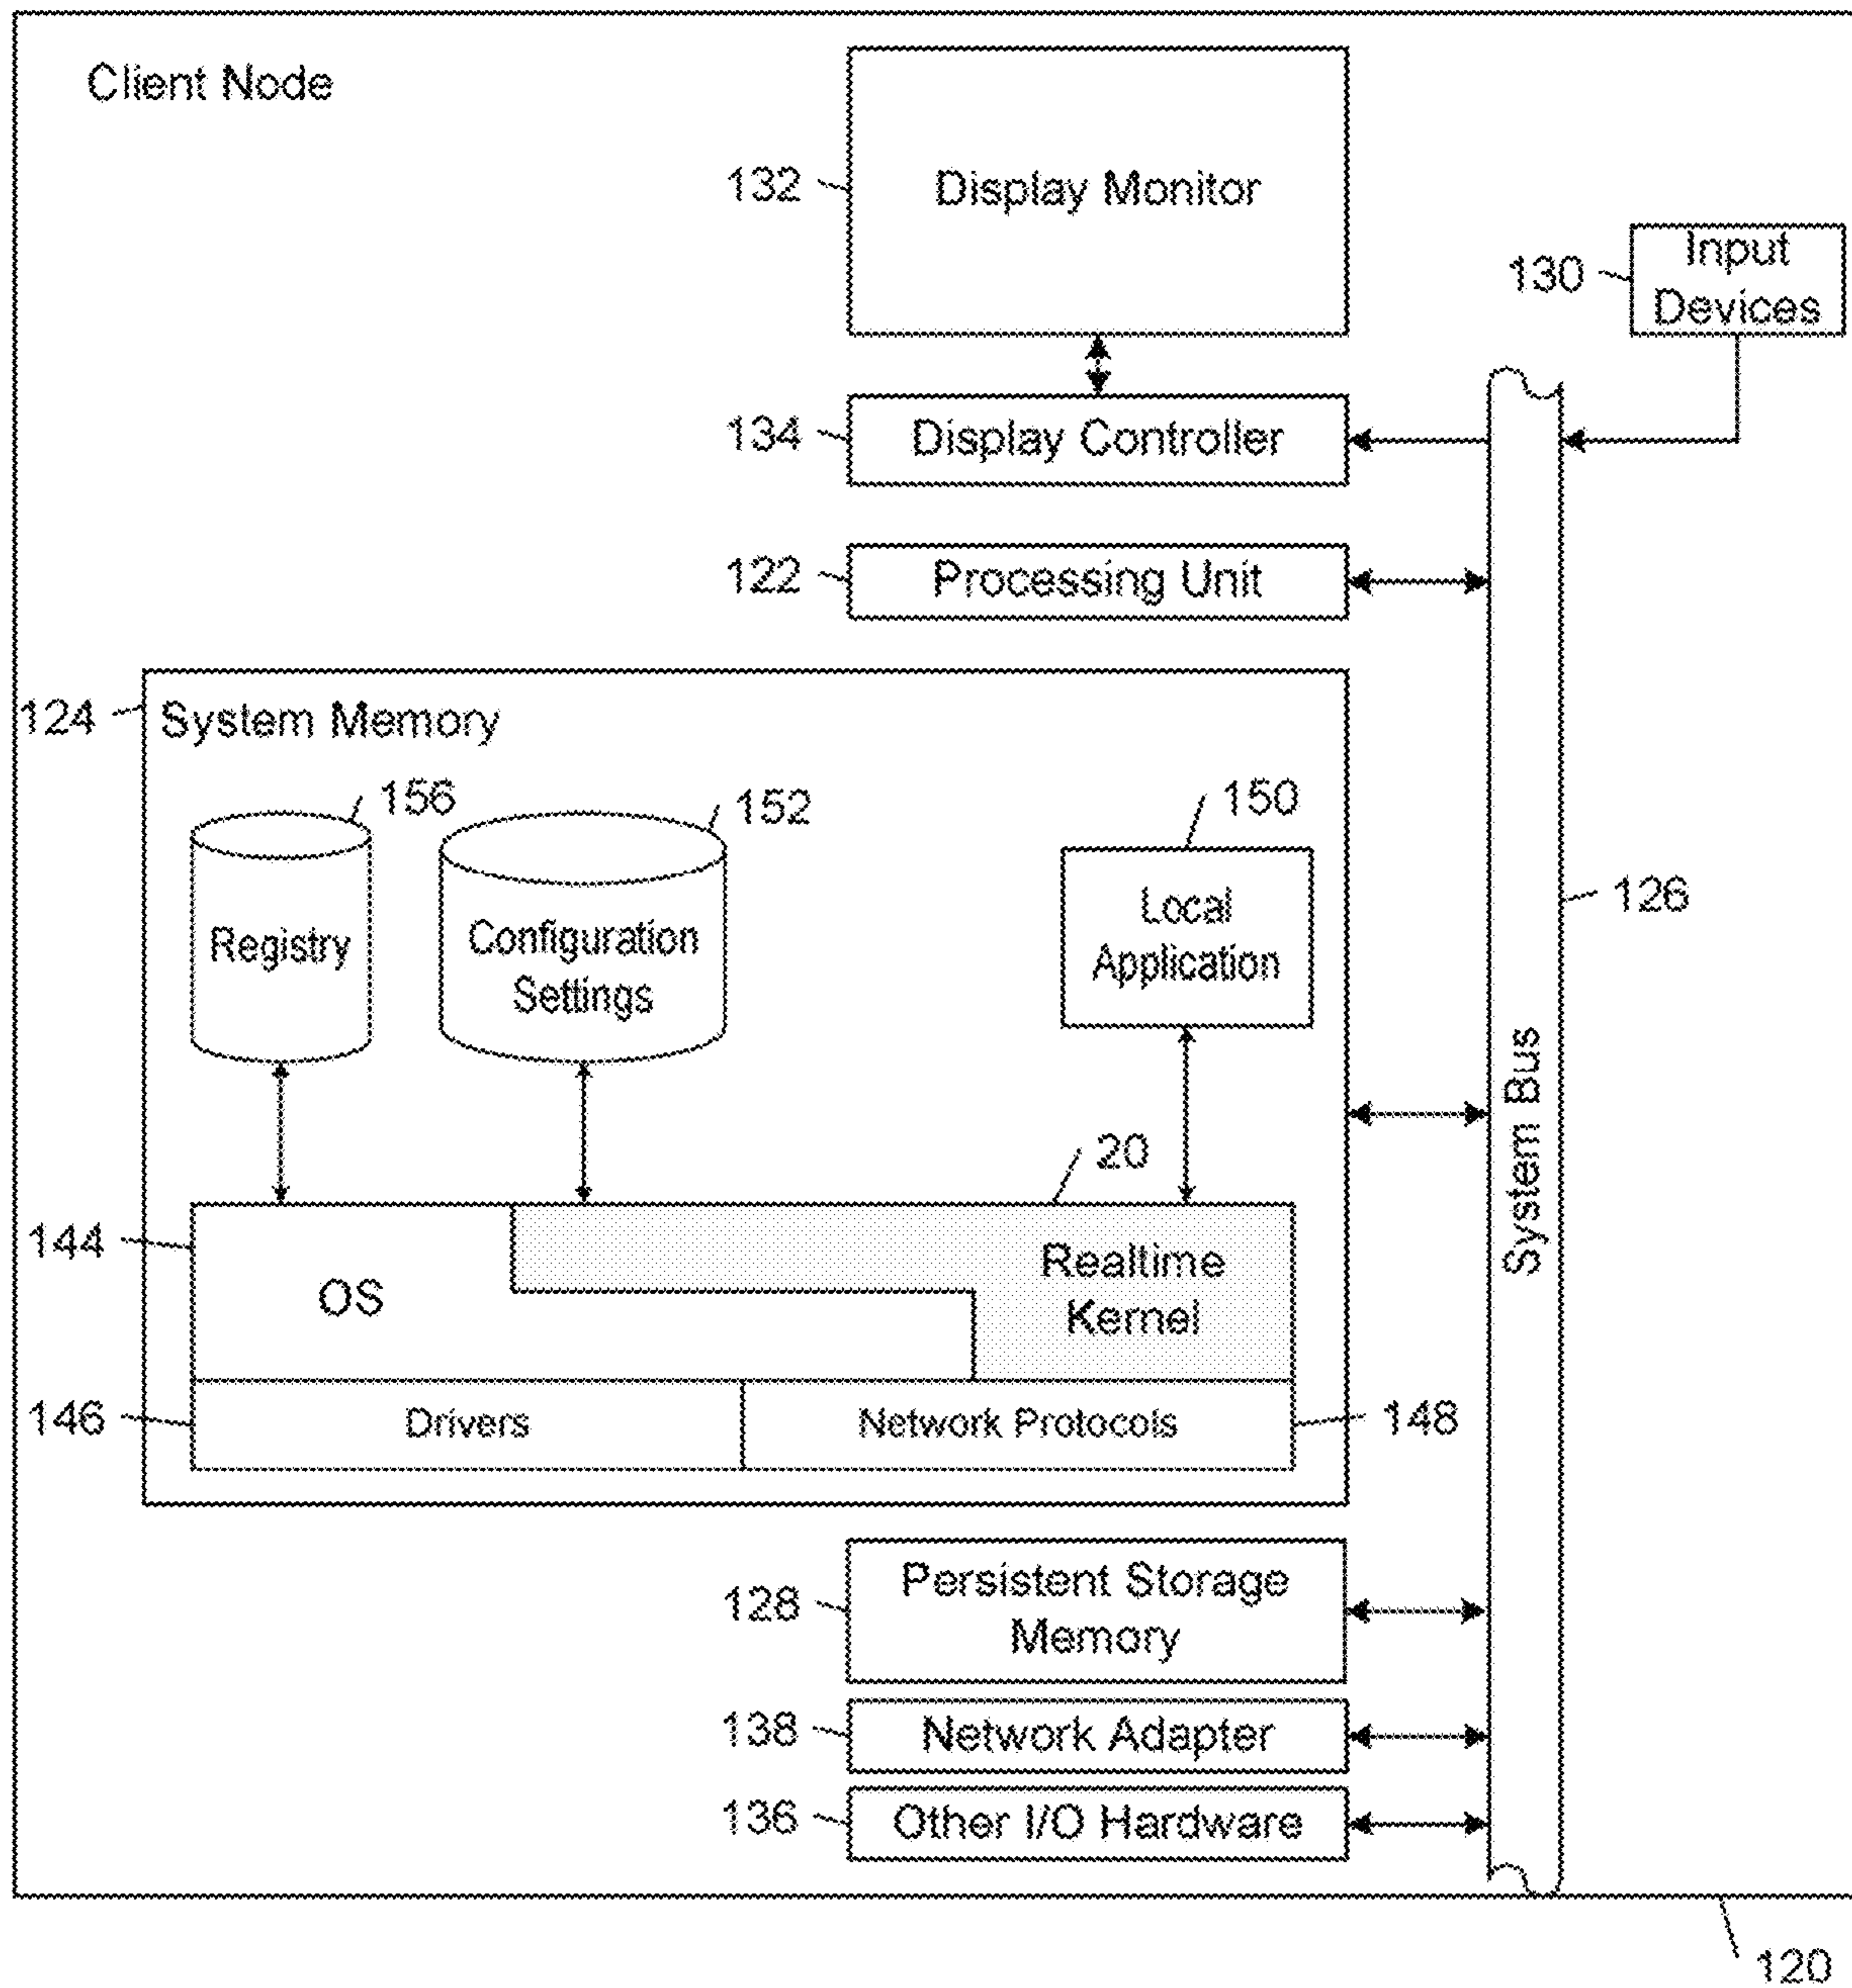 Client Node
132
Display Monitor
130
Input
Devices
134
Display Controller
122
Processing Unit
124
System Memory
156
152
150
Registry
Configuration
Settings
Local
Application
126
System Bus
20
144
OS
Realtime
Kernel
146
Drivers
Network Protocols
148
128
Persistent Storage
Memory
138
Network Adapter
136
Other I/O Hardware
120